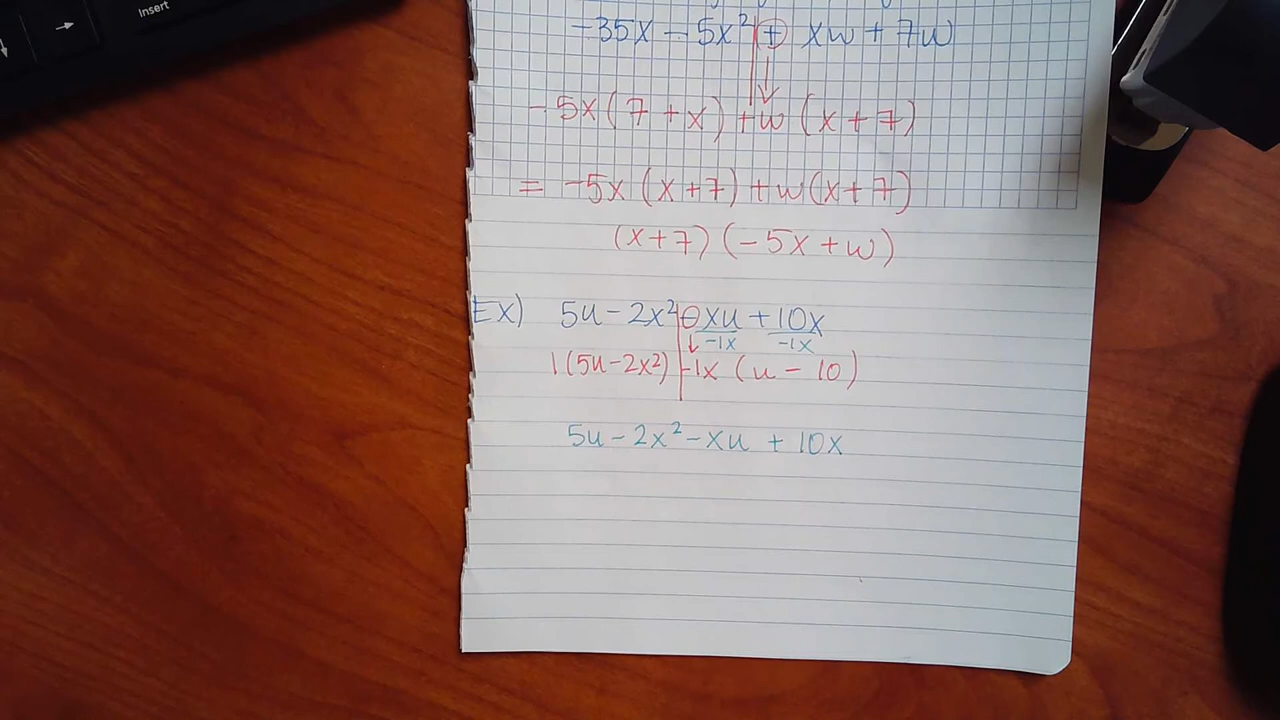 Insert
-35x - 5x² + xw + 7w
-5x (7 + x) + w (x + 7)
= -5x (x + 7) + w(x + 7)
(x + 7) (-5x + w)
Ex) 5u - 2x² - xu + 10x
-1x -1x
1(5u - 2x²) -1x (u - 10)
5u - 2x² - xu + 10x